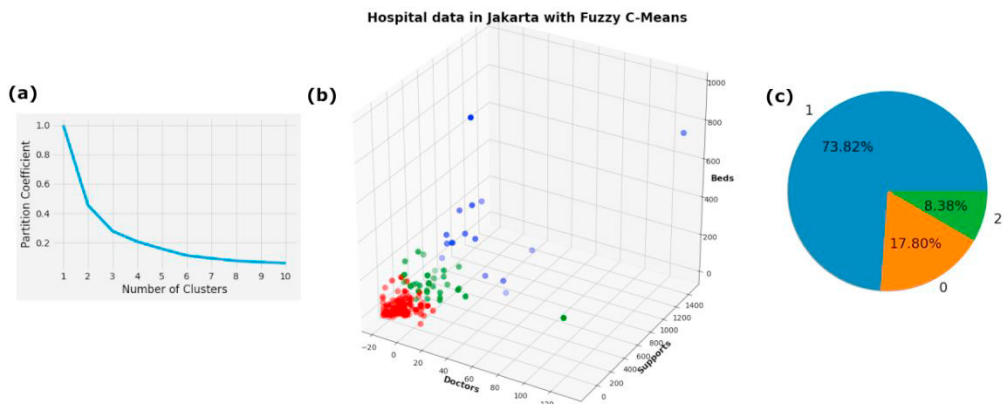 Hospital data in Jakarta with Fuzzy C-Means
(a)
1.0
0.8
0.6
0.4
0.2
Partition Coefficient
1 2 3 4 5 6 7 8 9 10
Number of Clusters
(b)
1000
800
600
400
200
0
Beds
1400
1200
1000
800
600
400
200
0
Supports
-20 0 20 40 60 80 100 120
Doctors
(c)
1
73.82%
8.38%
2
17.80%
0